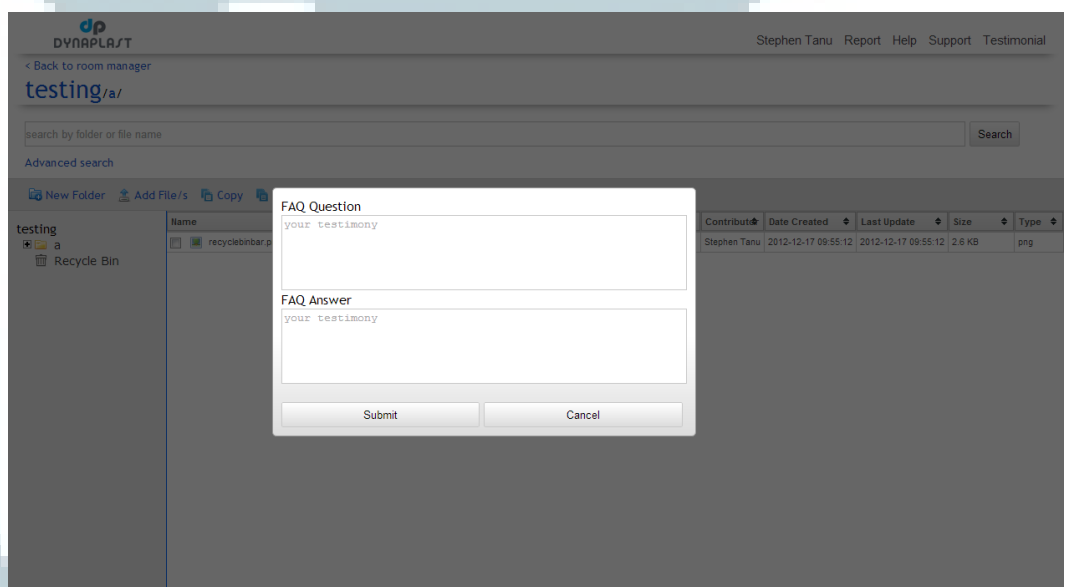 dp
DYNAPLAST
Stephen Tanu Report Help Support Testimonial
< Back to room manager
testing/a/
search by folder or file name
Search
Advanced search
New Folder Add File/s Copy
FAQ Question
your testimony
FAQ Answer
your testimony
Submit Cancel
testing
a
Recycle Bin
Name Contributor Date Created Last Update Size Type
recyclebinbar.p Stephen Tanu 2012-12-17 09:55:12 2012-12-17 09:55:12 2.6 KB png